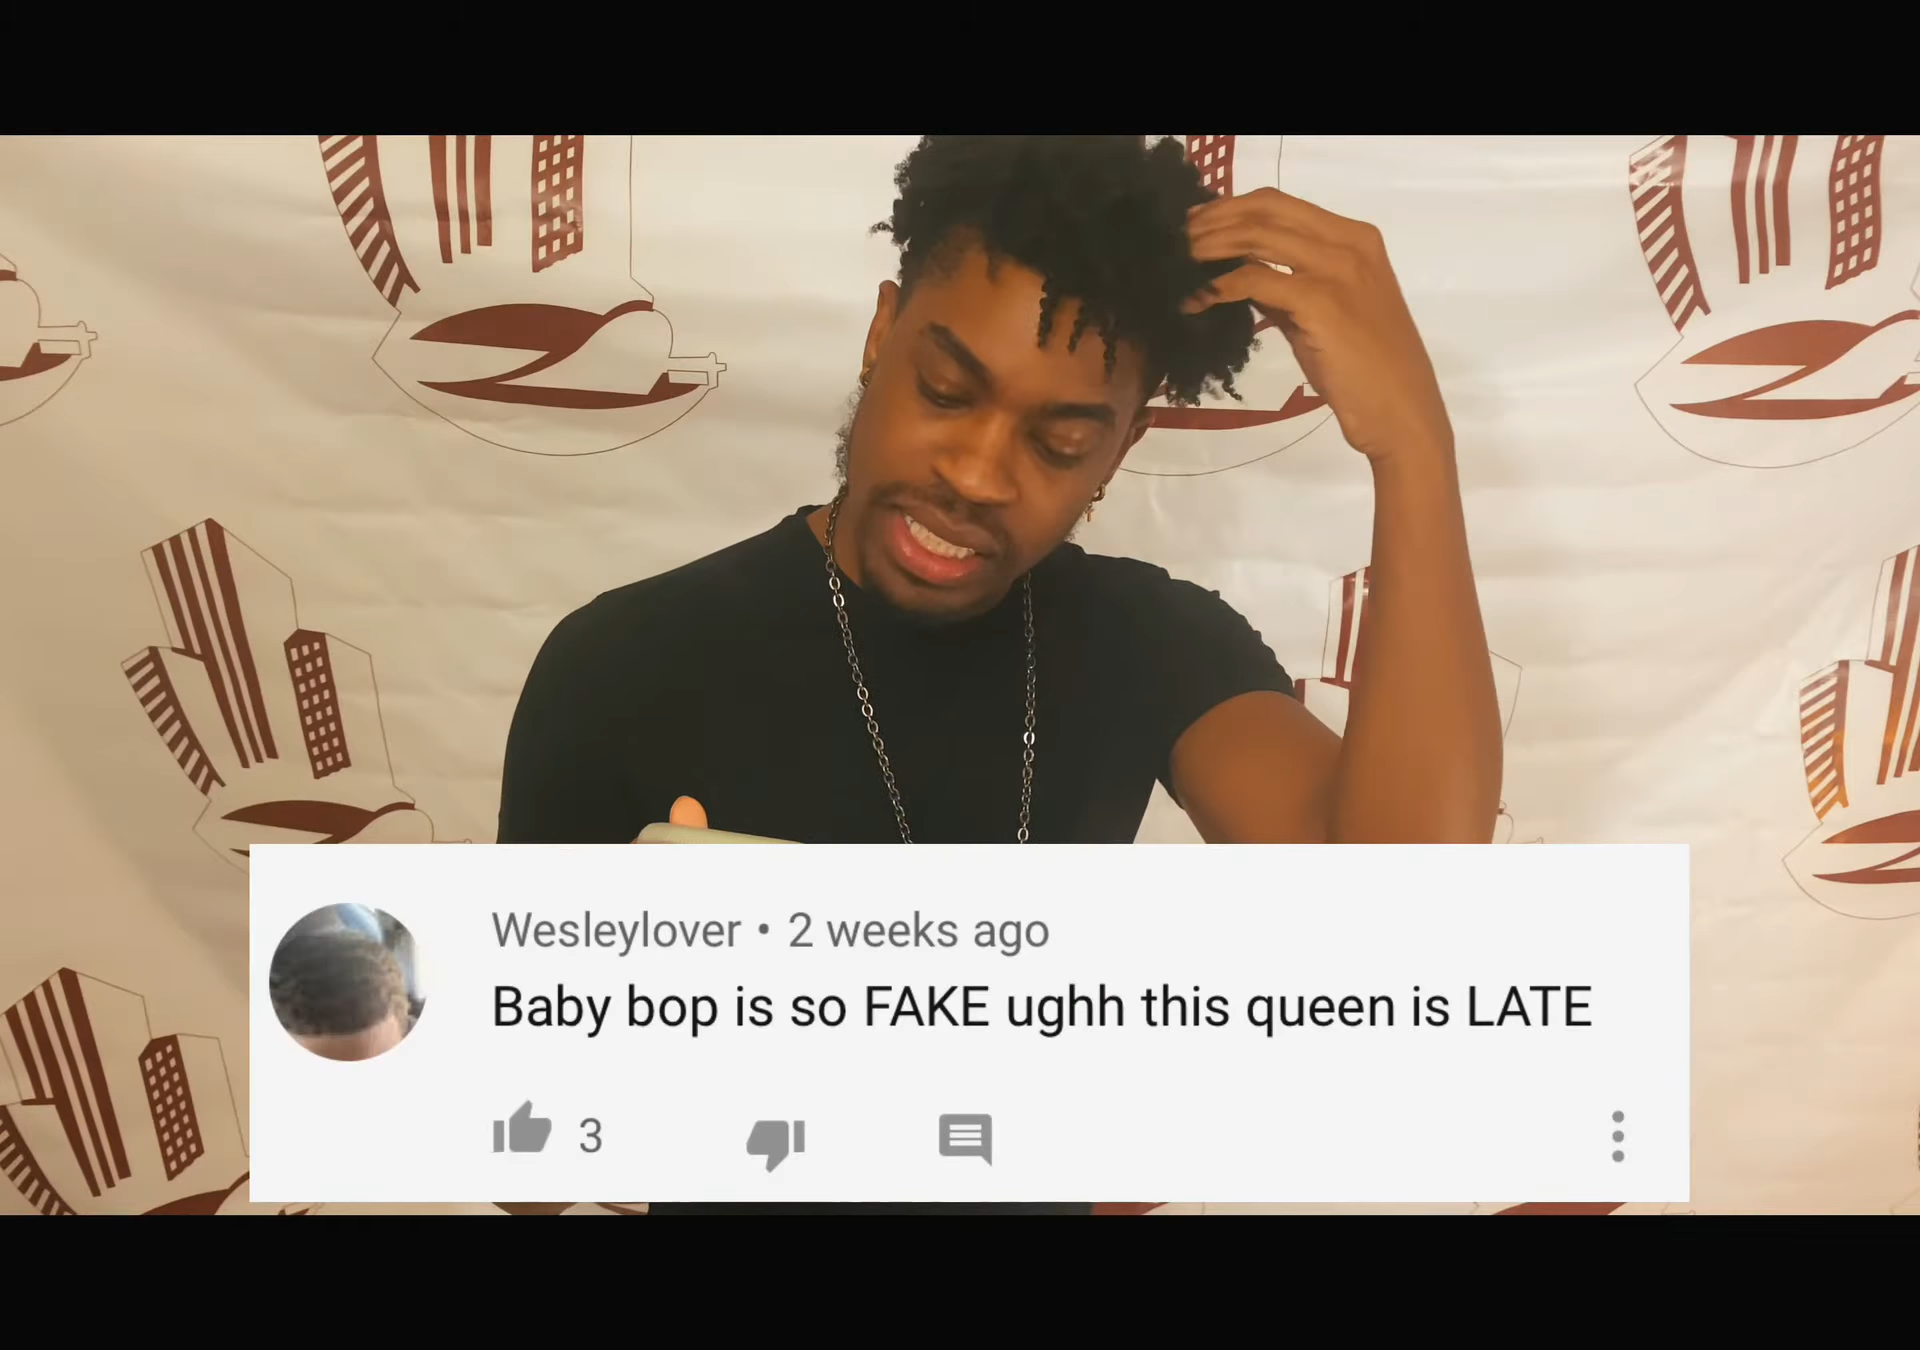 Wesleylover • 2 weeks ago
Baby bop is so FAKE ughh this queen is LATE
3